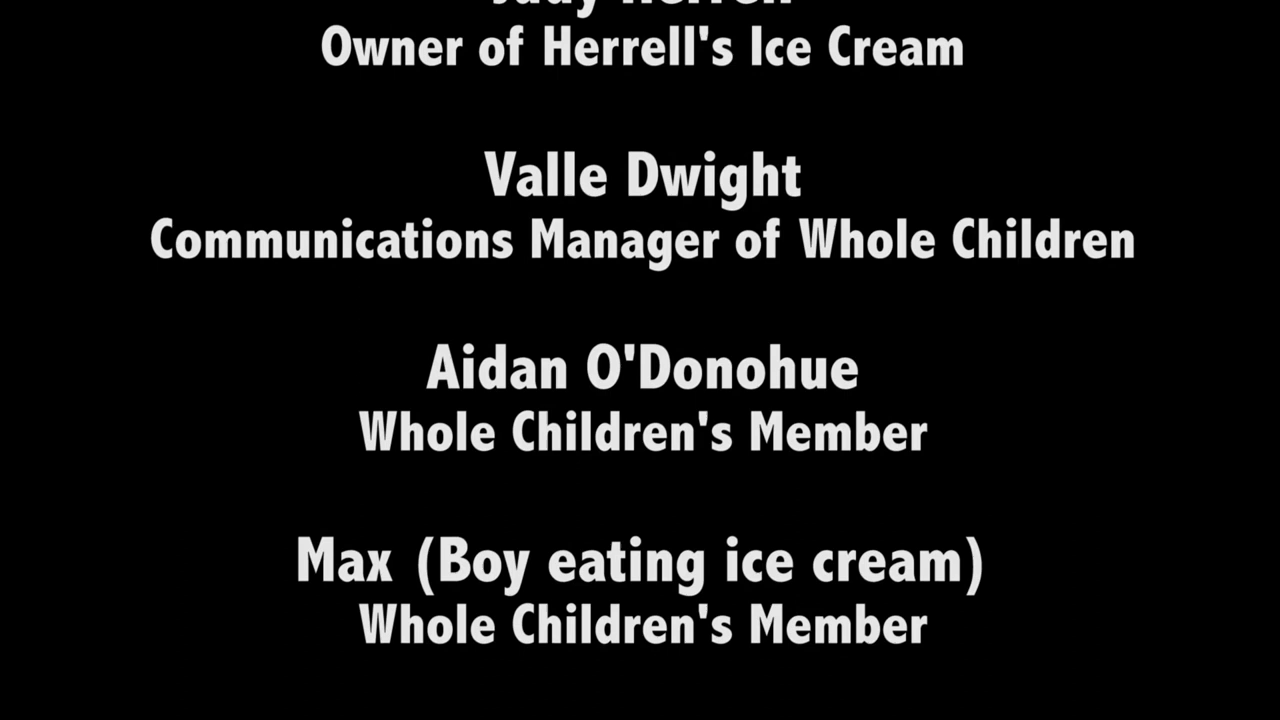 Owner of Herrell's Ice Cream
Valle Dwight
Communications Manager of Whole Children
Aidan O'Donohue
Whole Children's Member
Max (Boy eating ice cream)
Whole Children's Member